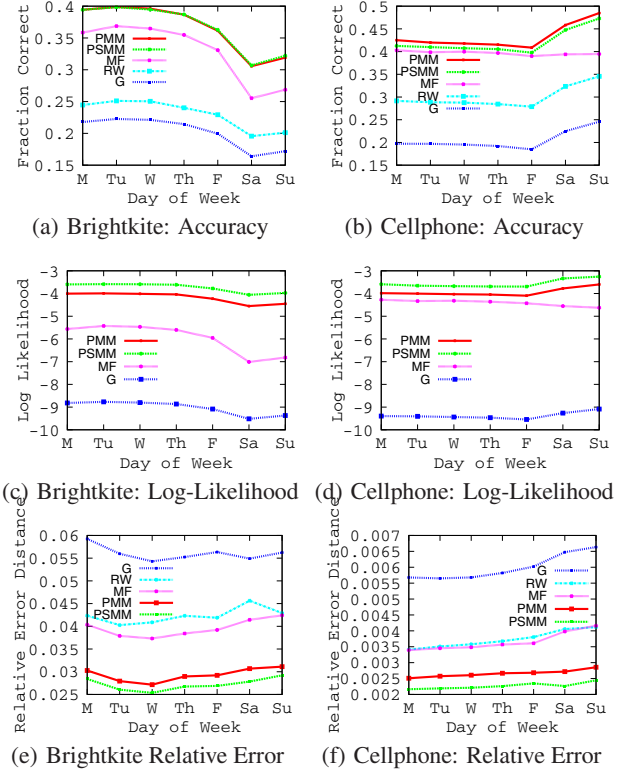 Fraction Correct
0.4
0.35
0.3
0.25
0.2
0.15
PMM
PSMM
MF
RW
G
M Tu W Th F Sa Su
Day of Week
(a) Brightkite: Accuracy
Fraction Correct
0.5
0.45
0.4
0.35
0.3
0.25
0.2
0.15
PMM
PSMM
MF
RW
G
M Tu W Th F Sa Su
Day of Week
(b) Cellphone: Accuracy
Log Likelihood
-3
-4
-5
-6
-7
-8
-9
-10
PMM
PSMM
MF
G
M Tu W Th F Sa Su
Day of Week
(c) Brightkite: Log-Likelihood
Log Likelihood
-3
-4
-5
-6
-7
-8
-9
-10
PMM
PSMM
MF
G
M Tu W Th F Sa Su
Day of Week
(d) Cellphone: Log-Likelihood
Relative Error Distance
0.06
0.055
0.05
0.045
0.04
0.035
0.03
0.025
G
RW
MF
PMM
PSMM
M Tu W Th F Sa Su
Day of Week
(e) Brightkite Relative Error
Relative Error Distance
0.007
0.0065
0.006
0.0055
0.005
0.0045
0.004
0.0035
0.003
0.0025
0.002
G
RW
MF
PMM
PSMM
M Tu W Th F Sa Su
Day of Week
(f) Cellphone: Relative Error